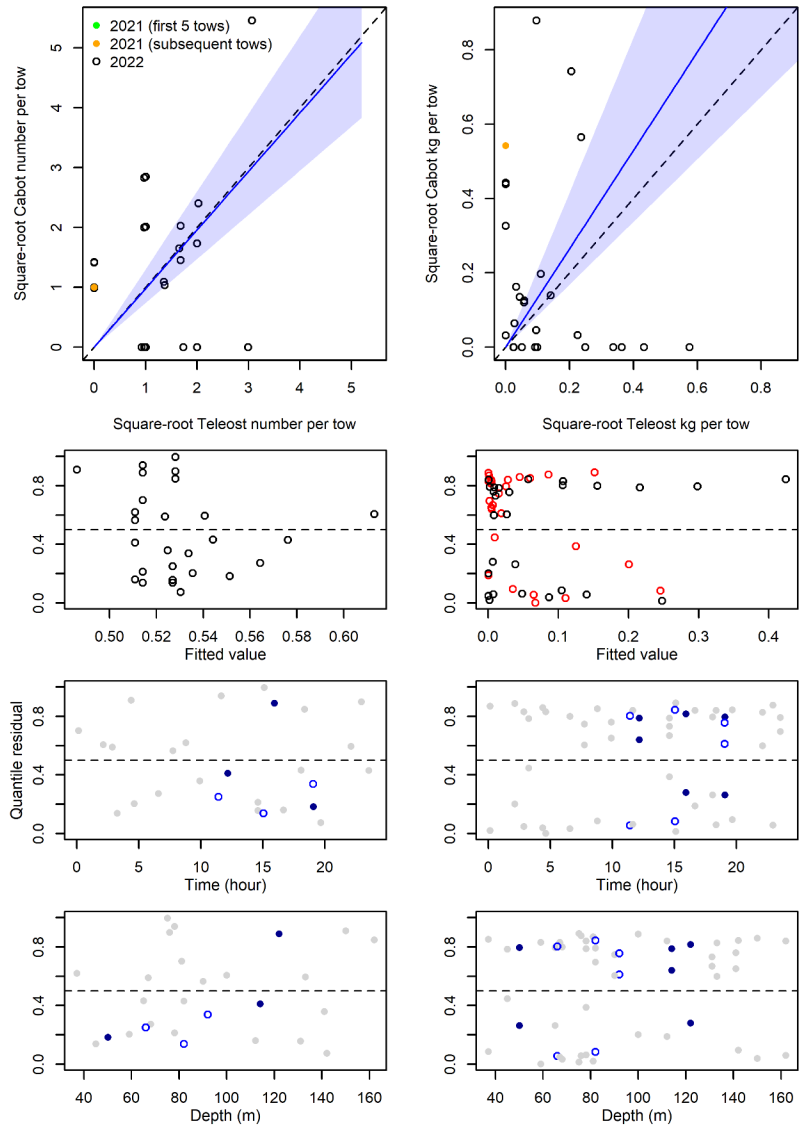 2021 (first 5 tows)
2021 (subsequent tows)
2022
Square-root Cabot number per tow
0 1 2 3 4 5
0 1 2 3 4 5
Square-root Teleost number per tow
Square-root Cabot kg per tow
0.0 0.2 0.4 0.6 0.8
0.0 0.2 0.4 0.6 0.8
Square-root Teleost kg per tow
0.0 0.4 0.8
0.50 0.52 0.54 0.56 0.58 0.60
Fitted value
0.0 0.4 0.8
0.0 0.1 0.2 0.3 0.4
Fitted value
Quantile residual
0.0 0.4 0.8
0 5 10 15 20
Time (hour)
0.0 0.4 0.8
0 5 10 15 20
Time (hour)
0.0 0.4 0.8
40 60 80 100 120 140 160
Depth (m)
0.0 0.4 0.8
40 60 80 100 120 140 160
Depth (m)